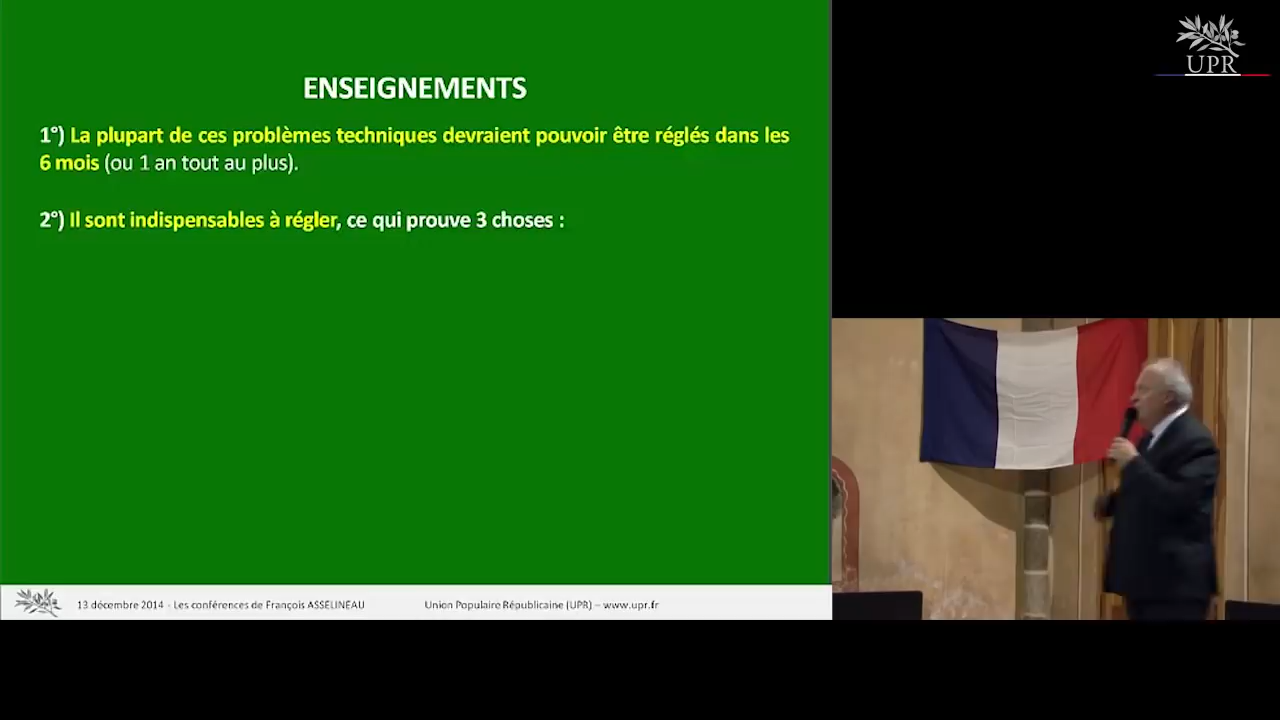 UPR
ENSEIGNEMENTS
1°) La plupart de ces problèmes techniques devraient pouvoir être réglés dans les
6 mois (ou 1 an tout au plus).
2°) Il sont indispensables à régler, ce qui prouve 3 choses :
13 décembre 2014 - Les conférences de François ASSELINEAU
Union Populaire Républicaine (UPR) – www.upr.fr